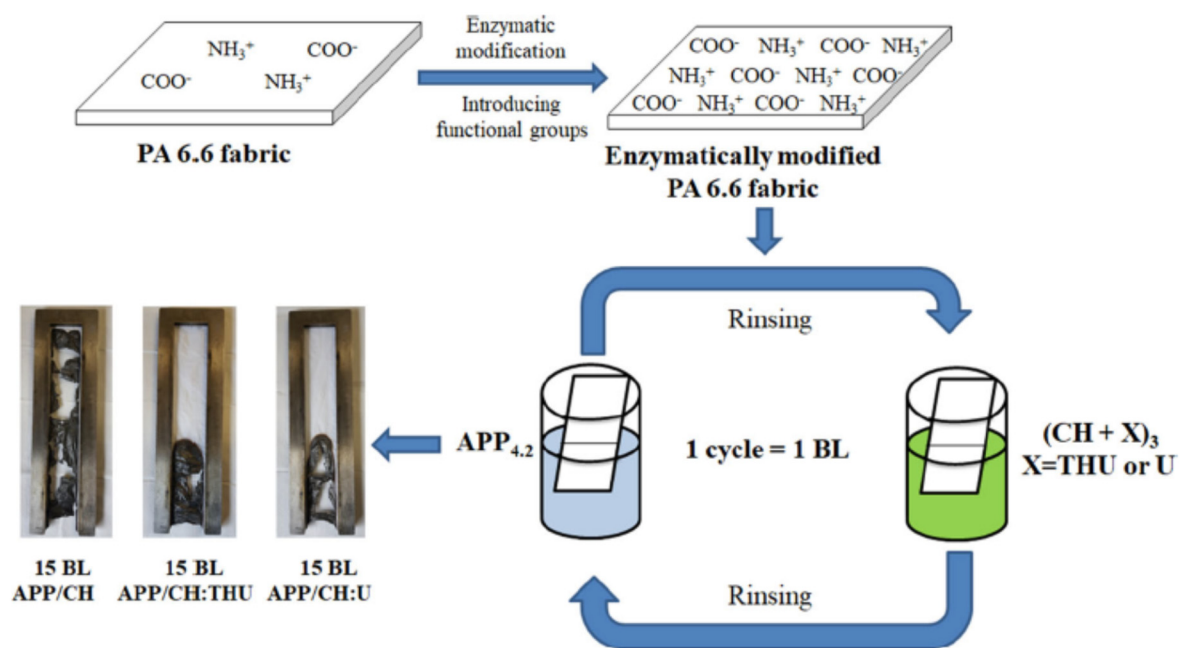 Enzymatic
modification
NH₃⁺ COO⁻
COO⁻ NH₃⁺
Introducing
functional groups
PA 6.6 fabric
COO⁻ NH₃⁺ COO⁻ NH₃⁺
NH₃⁺ COO⁻ NH₃⁺ COO⁻
COO⁻ NH₃⁺ COO⁻ NH₃⁺
Enzymatically modified
PA 6.6 fabric
Rinsing
APP₄.₂
1 cycle = 1 BL
(CH + X)₃
X=THU or U
Rinsing
15 BL
APP/CH
15 BL
APP/CH:THU
15 BL
APP/CH:U